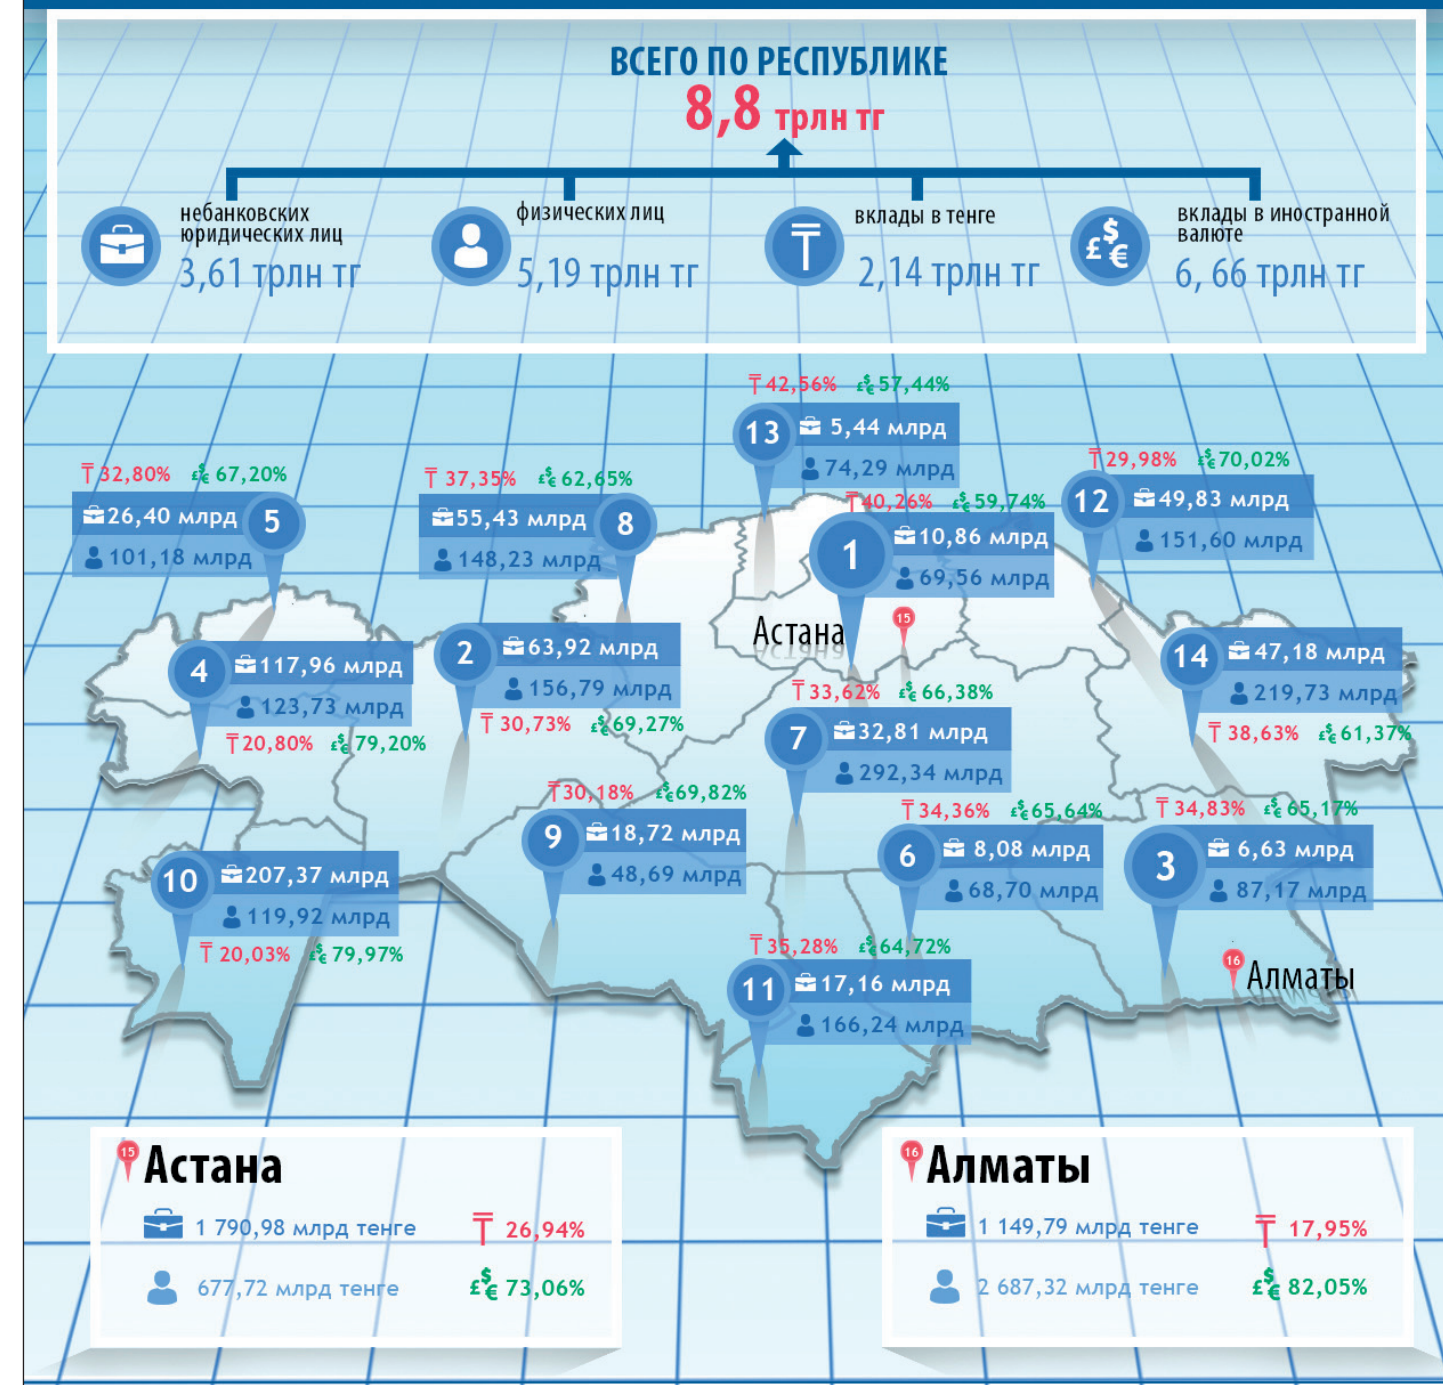 ВСЕГО ПО РЕСПУБЛИКЕ
8,8 трлн тг
небанковских
юридических лиц
3,61 трлн тг
физических лиц
5,19 трлн тг
вклады в тенге
2,14 трлн тг
£$€
вклады в иностранной
валюте
6, 66 трлн тг
₸42,56% £$€57,44%
13 5,44 млрд
74,29 млрд
₸32,80% £$€67,20%
26,40 млрд 5
101,18 млрд
₸37,35% £$€62,65%
55,43 млрд 8
148,23 млрд
₸40,26% £$€59,74%
1 10,86 млрд
69,56 млрд
₸29,98% £$€70,02%
12 49,83 млрд
151,60 млрд
Астана 15
4 117,96 млрд
123,73 млрд
₸20,80% £$€79,20%
2 63,92 млрд
156,79 млрд
₸30,73% £$€69,27%
₸33,62% £$€66,38%
7 32,81 млрд
292,34 млрд
14 47,18 млрд
219,73 млрд
₸38,63% £$€61,37%
₸30,18% £$€69,82%
9 18,72 млрд
48,69 млрд
₸34,36% £$€65,64%
6 8,08 млрд
68,70 млрд
₸34,83% £$€65,17%
3 6,63 млрд
87,17 млрд
10 207,37 млрд
119,92 млрд
₸20,03% £$€79,97%
₸35,28% £$€64,72%
11 17,16 млрд
166,24 млрд
16 Алматы
15 Астана
1 790,98 млрд тенге ₸ 26,94%
677,72 млрд тенге £$€ 73,06%
16 Алматы
1 149,79 млрд тенге ₸ 17,95%
2 687,32 млрд тенге £$€ 82,05%